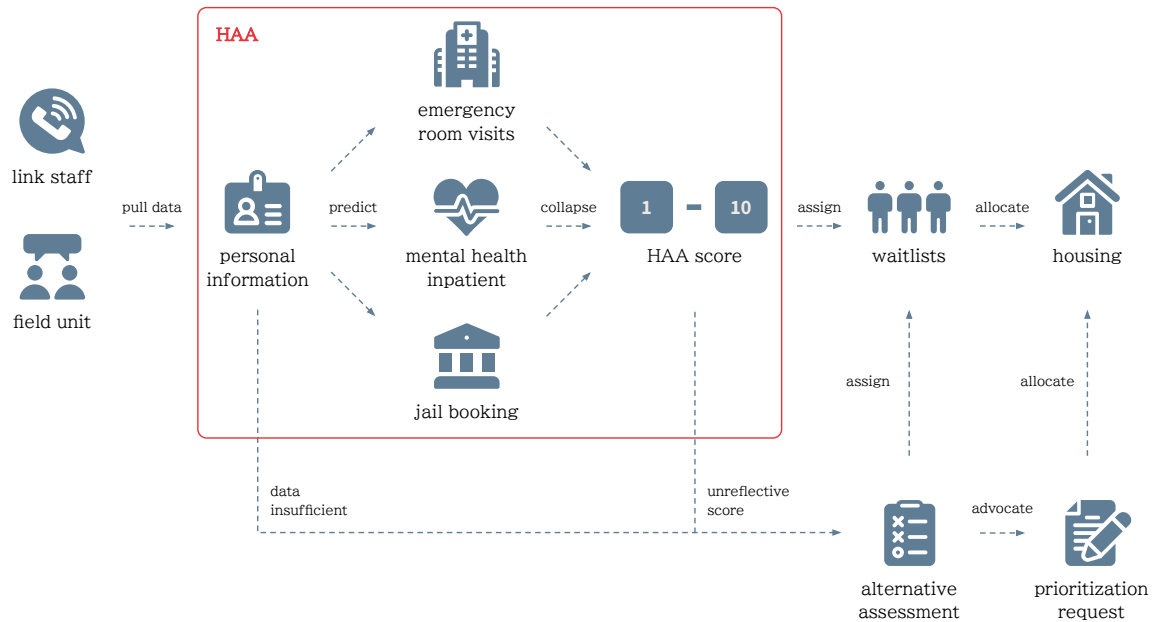 HAA
emergency
room visits
link staff
pull data
predict
collapse
1
10
assign
allocate
personal
information
mental health
inpatient
HAA score
waitlists
housing
field unit
jail booking
assign
allocate
data
insufficient
unreflective
score
advocate
alternative
assessment
prioritization
request